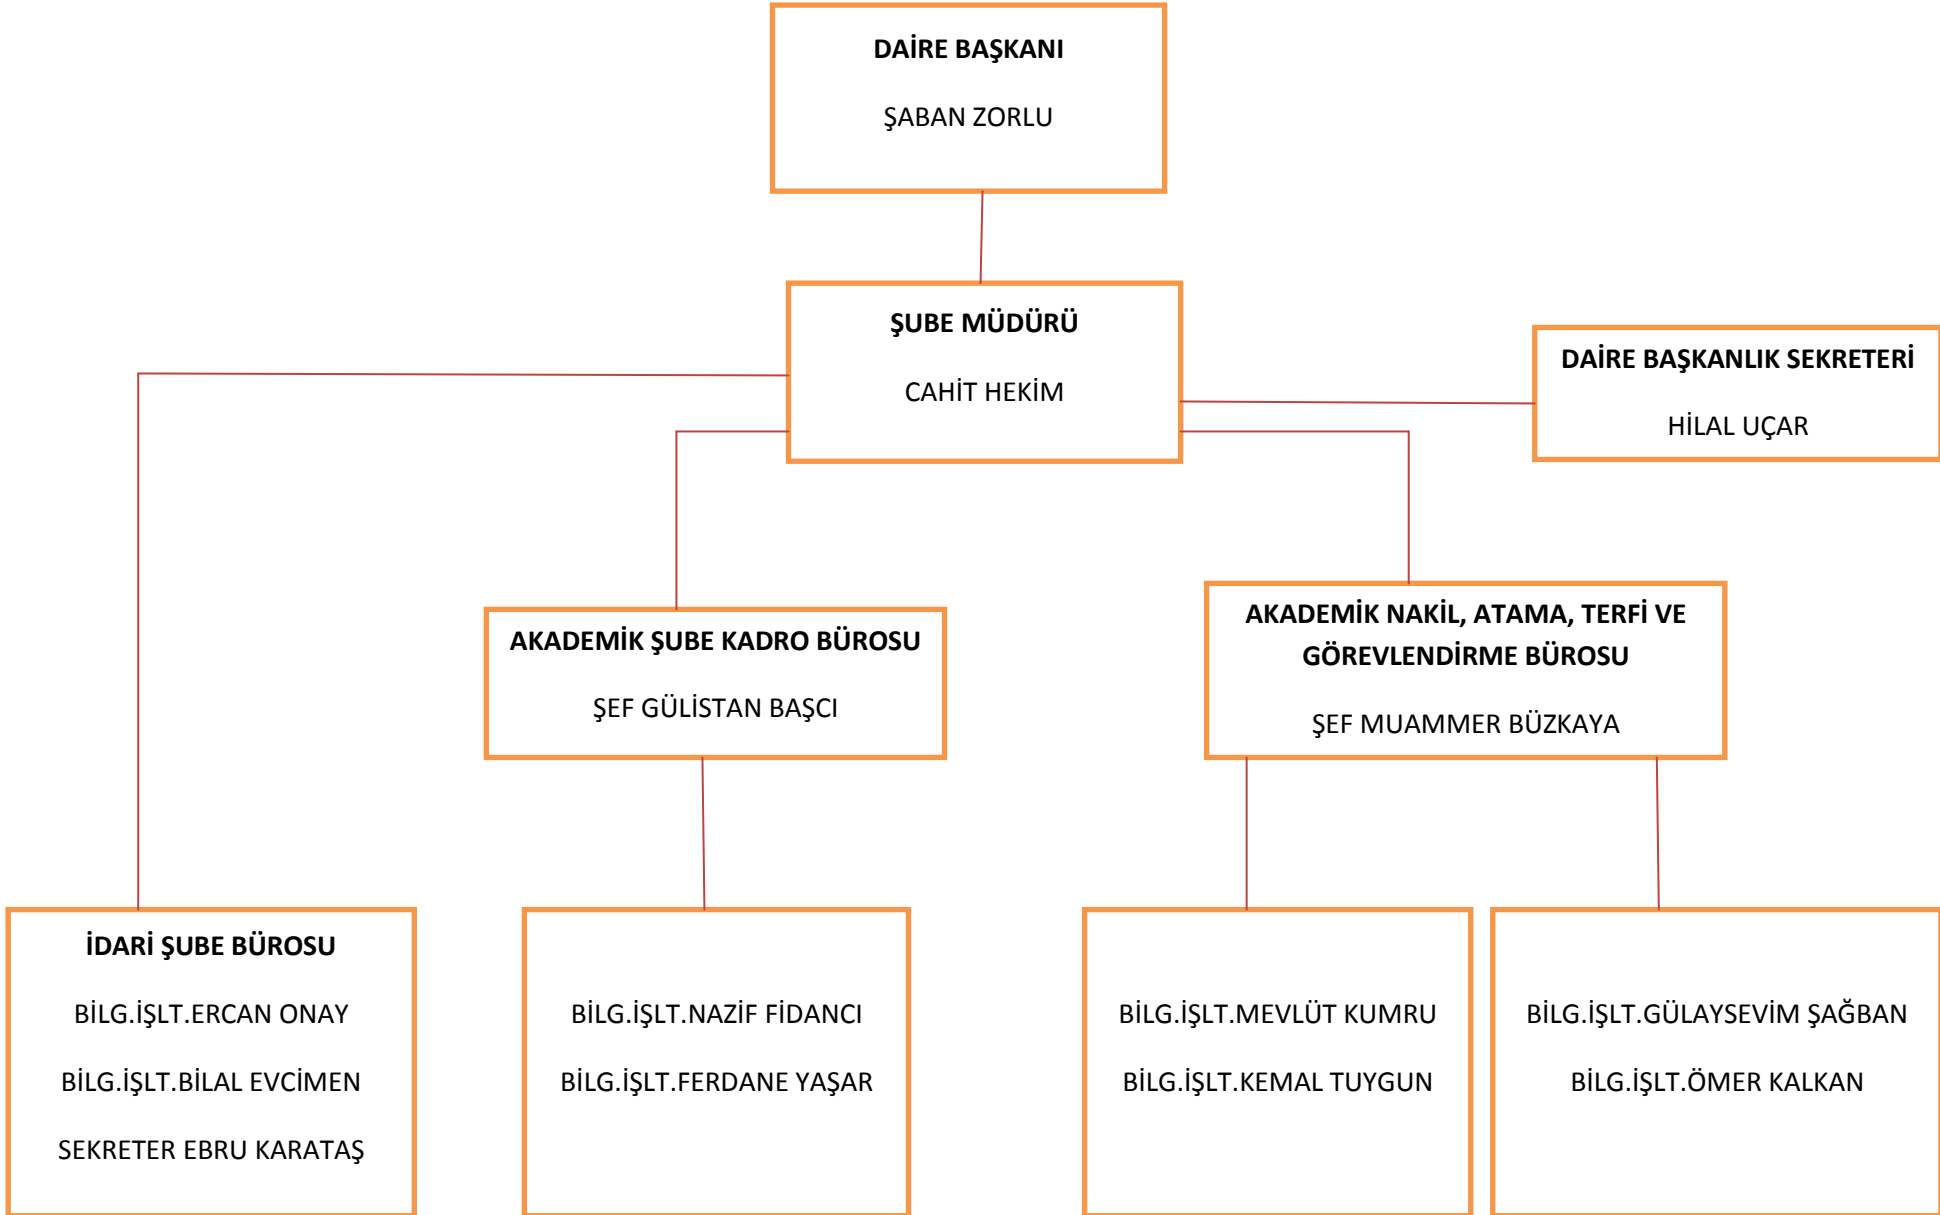 DAİRE BAŞKANI
ŞABAN ZORLU
ŞUBE MÜDÜRÜ
CAHİT HEKİM
DAİRE BAŞKANLIK SEKRETERİ
HİLAL UÇAR
AKADEMİK ŞUBE KADRO BÜROSU
ŞEF GÜLİSTAN BAŞCI
AKADEMİK NAKİL, ATAMA, TERFİ VE
GÖREVLENDİRME BÜROSU
ŞEF MUAMMER BÜZKAYA
İDARİ ŞUBE BÜROSU
BİLG.İŞLT.ERCAN ONAY
BİLG.İŞLT.BİLAL EVCİMEN
SEKRETER EBRU KARATAŞ
BİLG.İŞLT.NAZİF FİDANCI
BİLG.İŞLT.FERDANE YAŞAR
BİLG.İŞLT.MEVLÜT KUMRU
BİLG.İŞLT.KEMAL TUYGUN
BİLG.İŞLT.GÜLAYSEVİM ŞAĞBAN
BİLG.İŞLT.ÖMER KALKAN